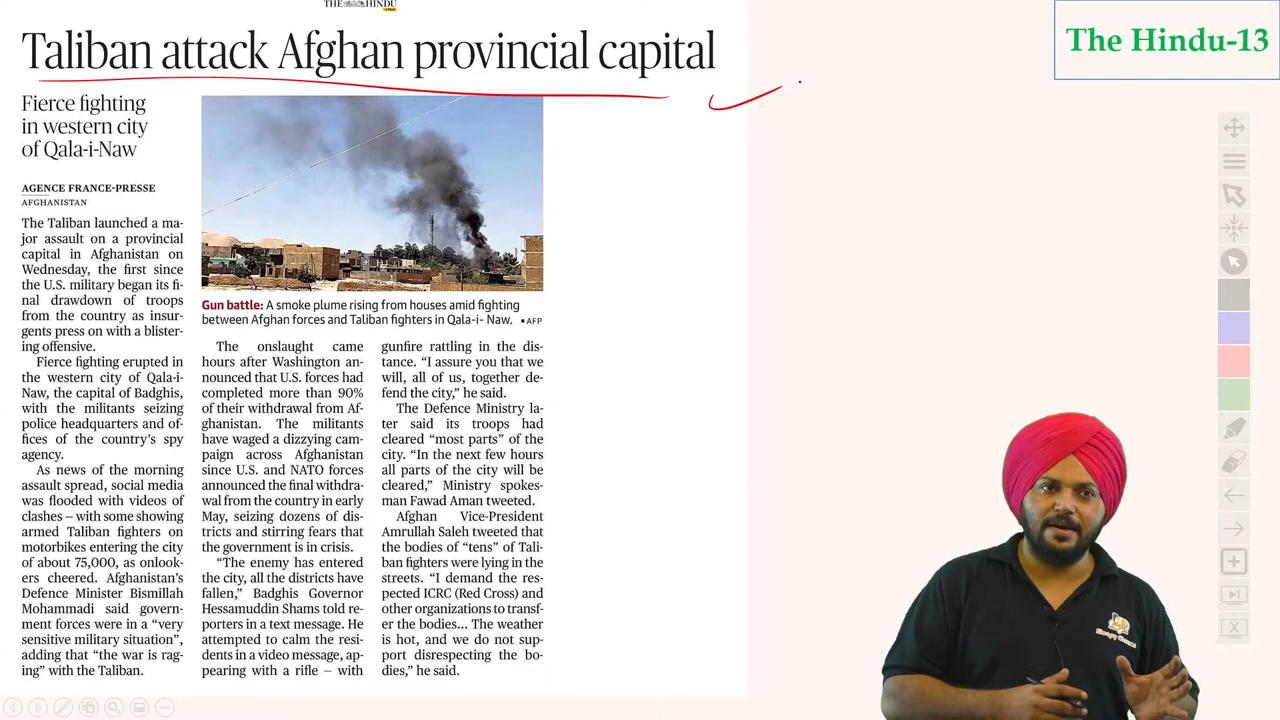 THE HINDU
Taliban attack Afghan provincial capital
The Hindu-13
Fierce fighting
in western city
of Qala-i-Naw
AGENCE FRANCE-PRESSE
AFGHANISTAN
The Taliban launched a ma-
jor assault on a provincial
capital in Afghanistan on
Wednesday, the first since
the U.S. military began its fi-
nal drawdown of troops
from the country as insur-
gents press on with a blister-
ing offensive.
Fierce fighting erupted in
the western city of Qala-i-
Naw, the capital of Badghis,
with the militants seizing
police headquarters and of-
fices of the country's spy
agency.
As news of the morning
assault spread, social media
was flooded with videos of
clashes – with some showing
armed Taliban fighters on
motorbikes entering the city
of about 75,000, as onlook-
ers cheered. Afghanistan's
Defence Minister Bismillah
Mohammadi said govern-
ment forces were in a "very
sensitive military situation",
adding that "the war is rag-
ing" with the Taliban.
Gun battle: A smoke plume rising from houses amid fighting
between Afghan forces and Taliban fighters in Qala-i- Naw. ▪ AFP
The onslaught came
hours after Washington an-
nounced that U.S. forces had
completed more than 90%
of their withdrawal from Af-
ghanistan. The militants
have waged a dizzying cam-
paign across Afghanistan
since U.S. and NATO forces
announced the final withdra-
wal from the country in early
May, seizing dozens of dis-
tricts and stirring fears that
the government is in crisis.
"The enemy has entered
the city, all the districts have
fallen," Badghis Governor
Hessamuddin Shams told re-
porters in a text message. He
attempted to calm the resi-
dents in a video message, ap-
pearing with a rifle – with
gunfire rattling in the dis-
tance. "I assure you that we
will, all of us, together de-
fend the city," he said.
The Defence Ministry la-
ter said its troops had
cleared "most parts" of the
city. "In the next few hours
all parts of the city will be
cleared," Ministry spokes-
man Fawad Aman tweeted.
Afghan Vice-President
Amrullah Saleh tweeted that
the bodies of "tens" of Tali-
ban fighters were lying in the
streets. "I demand the res-
pected ICRC (Red Cross) and
other organizations to transf-
er the bodies... The weather
is hot, and we do not sup-
port disrespecting the bo-
dies," he said.